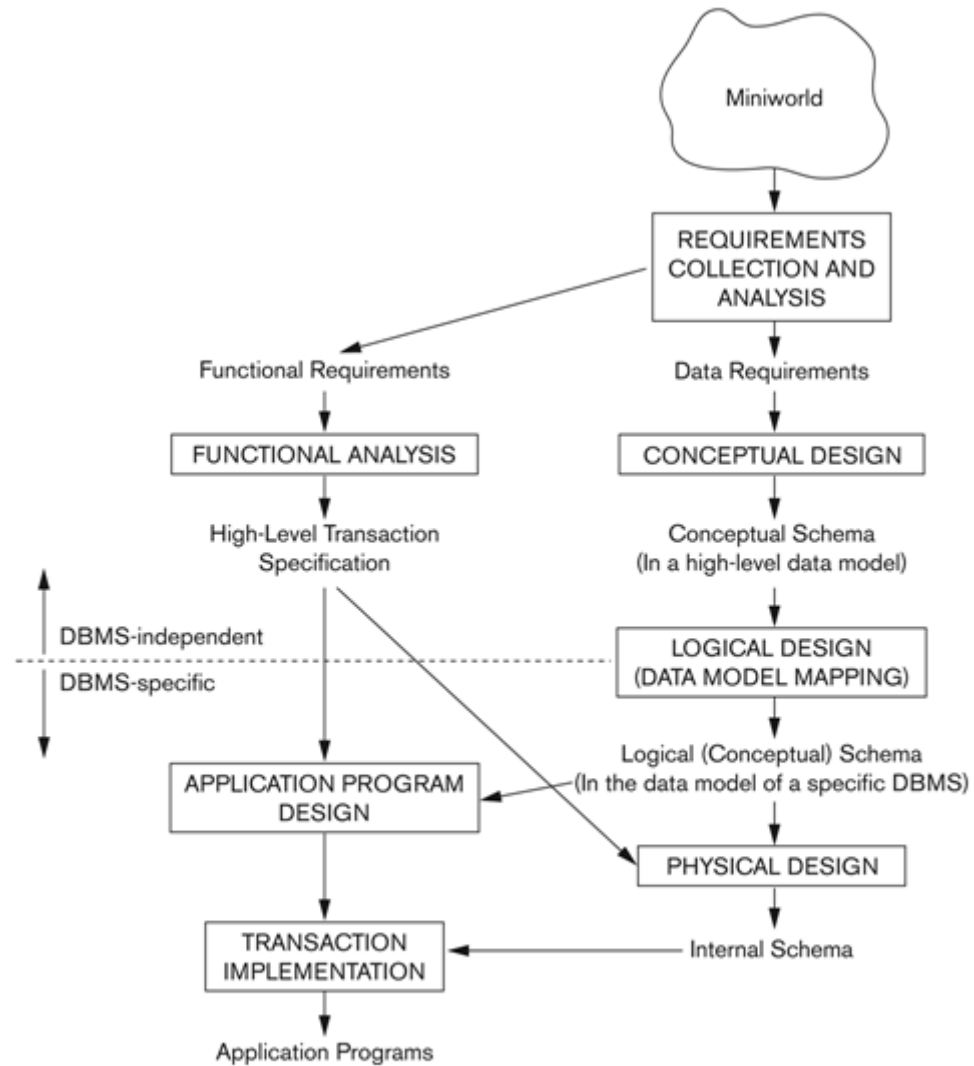 Miniworld
REQUIREMENTS
COLLECTION AND
ANALYSIS
Functional Requirements
Data Requirements
FUNCTIONAL ANALYSIS
CONCEPTUAL DESIGN
High-Level Transaction
Specification
Conceptual Schema
(In a high-level data model)
DBMS-independent
LOGICAL DESIGN
(DATA MODEL MAPPING)
DBMS-specific
Logical (Conceptual) Schema
(In the data model of a specific DBMS)
APPLICATION PROGRAM
DESIGN
PHYSICAL DESIGN
TRANSACTION
IMPLEMENTATION
Internal Schema
Application Programs